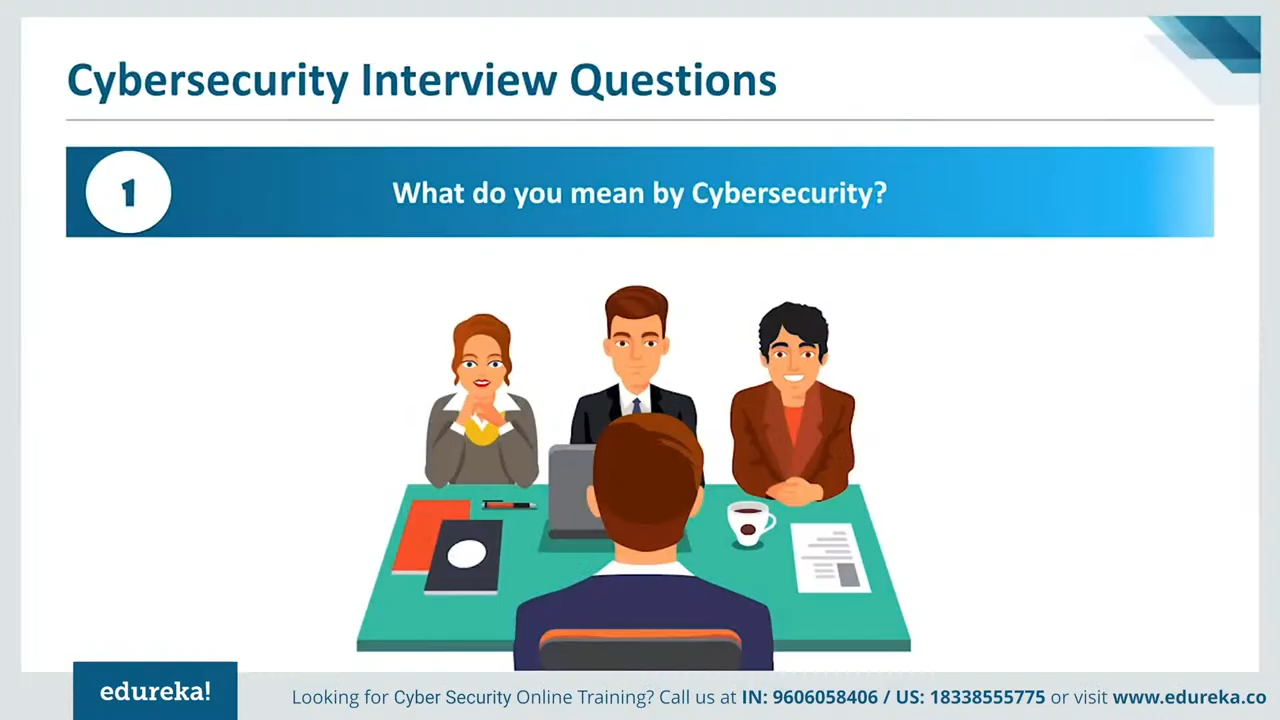 Cybersecurity Interview Questions
1
What do you mean by Cybersecurity?
edureka!
Looking for Cyber Security Online Training? Call us at IN: 9606058406 / US: 18338555775 or visit www.edureka.co